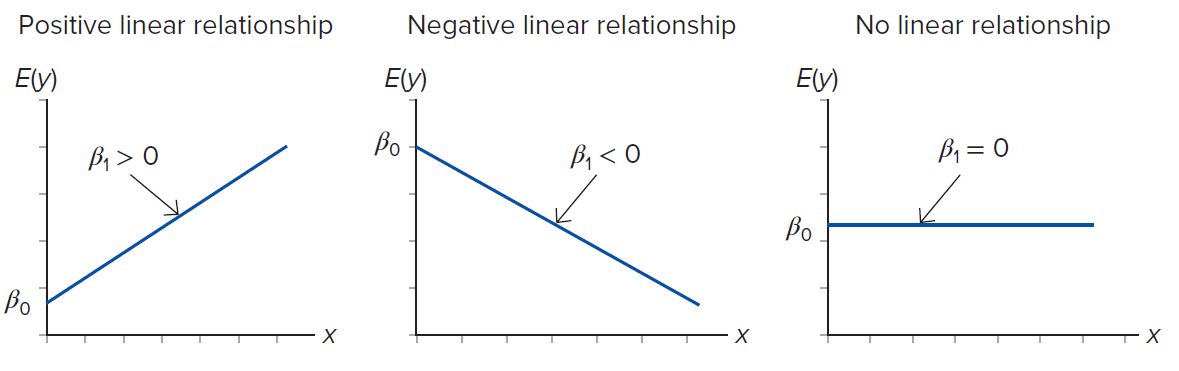 Positive linear relationship
E(y)
β₁ > 0
β₀
x
Negative linear relationship
E(y)
β₀
β₁ < 0
x
No linear relationship
E(y)
β₁ = 0
β₀
x